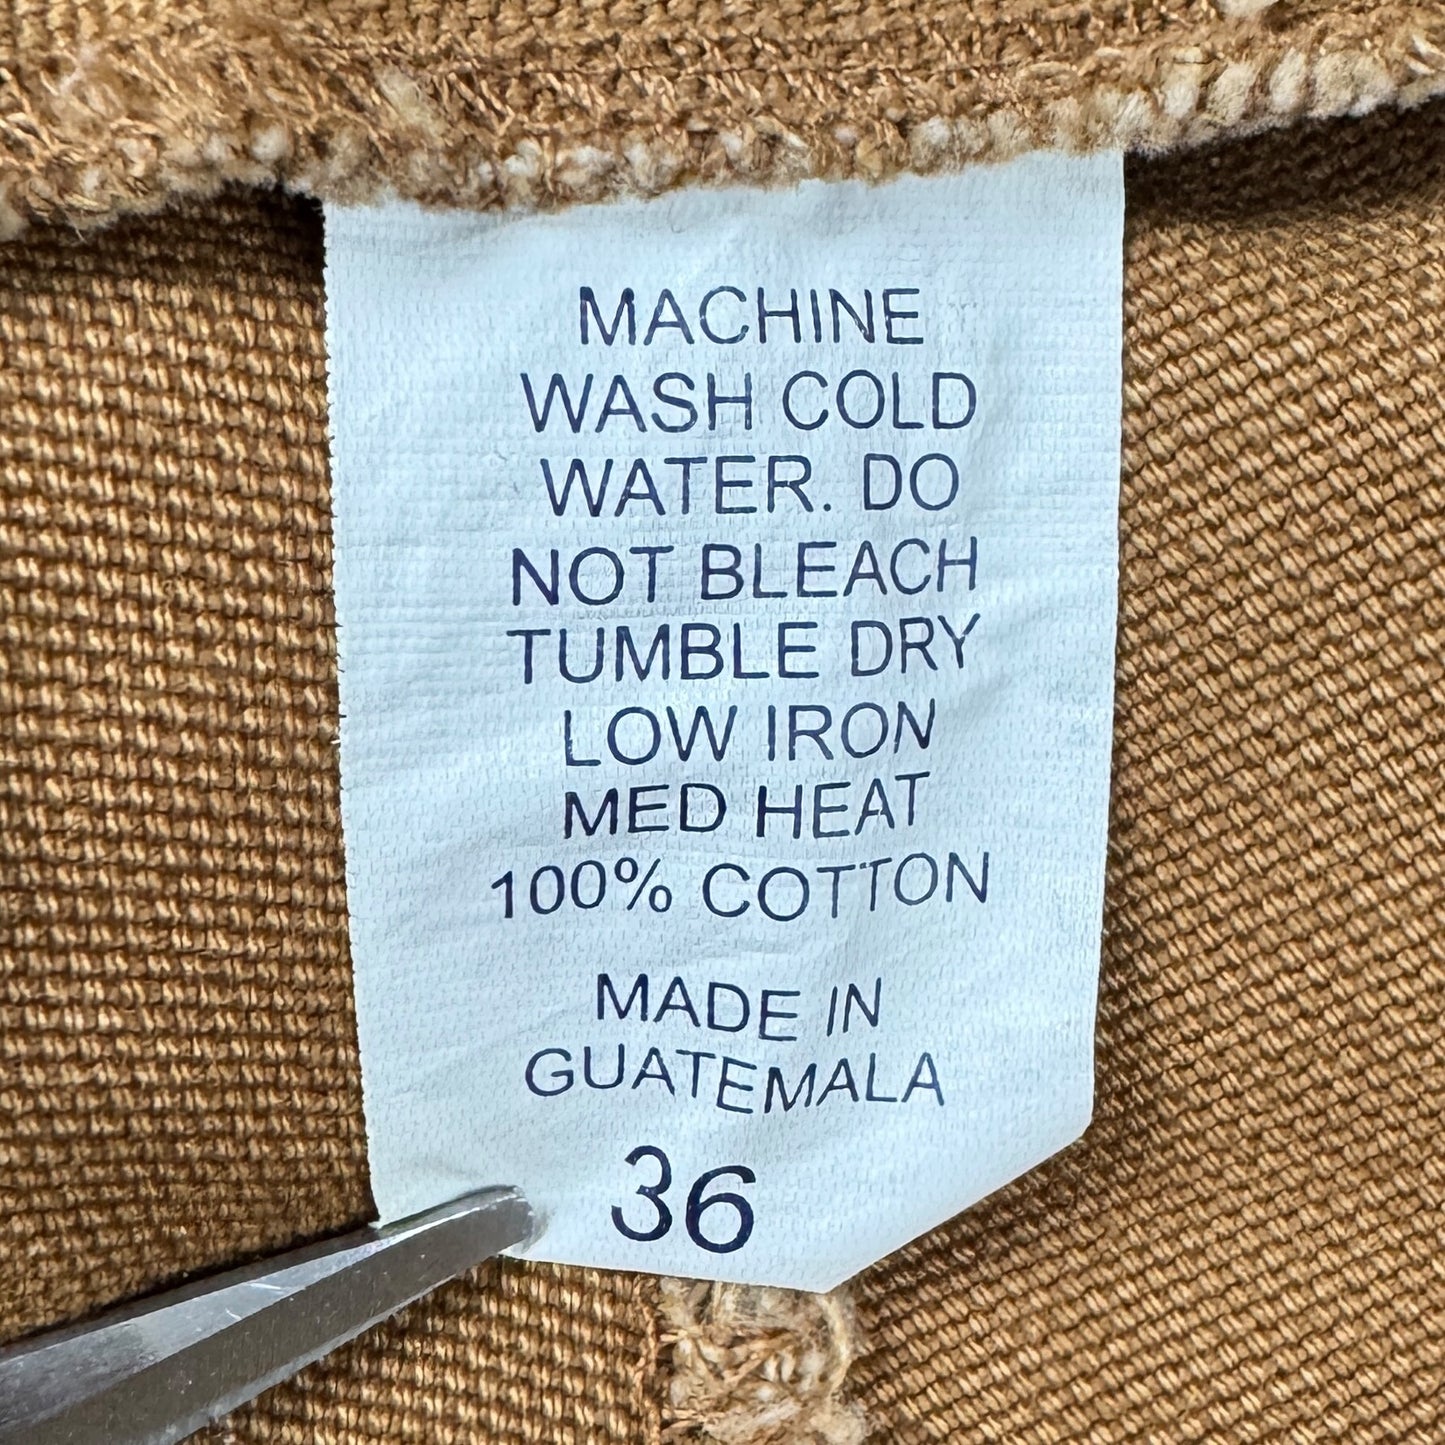 MACHINE
WASH COLD
WATER. DO
NOT BLEACH
TUMBLE DRY
LOW IRON
MED HEAT
100% COTTON
MADE IN
GUATEMALA
36